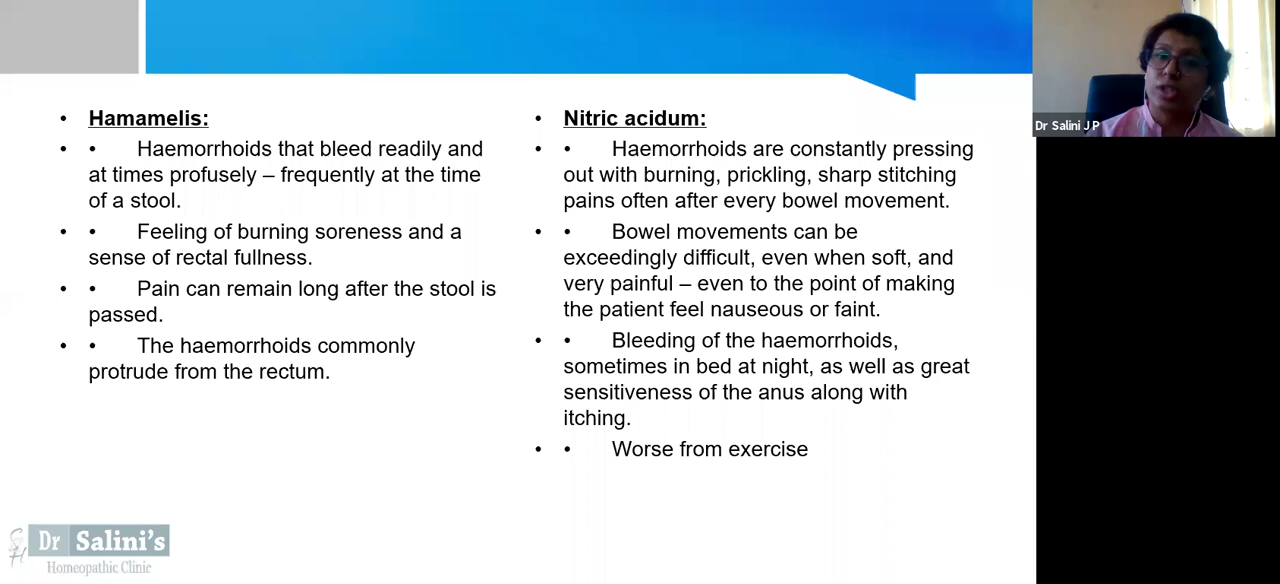 • Hamamelis:
• • Haemorrhoids that bleed readily and
at times profusely – frequently at the time
of a stool.
• • Feeling of burning soreness and a
sense of rectal fullness.
• • Pain can remain long after the stool is
passed.
• • The haemorrhoids commonly
protrude from the rectum.
• Nitric acidum:
• • Haemorrhoids are constantly pressing
out with burning, prickling, sharp stitching
pains often after every bowel movement.
• • Bowel movements can be
exceedingly difficult, even when soft, and
very painful – even to the point of making
the patient feel nauseous or faint.
• • Bleeding of the haemorrhoids,
sometimes in bed at night, as well as great
sensitiveness of the anus along with
itching.
• • Worse from exercise
Dr Salini J P
SH Dr Salini's
Homeopathic Clinic